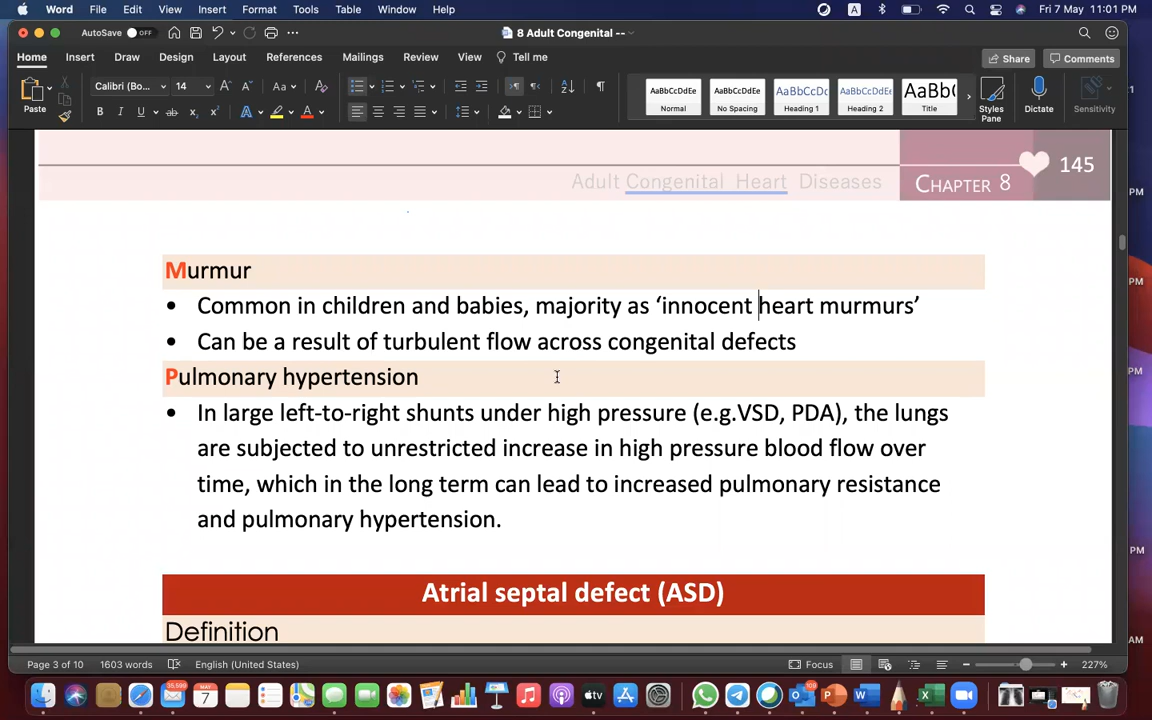 Word File Edit View Insert Format Tools Table Window Help A Fri 7 May 11:01 PM
AutoSave OFF 8 Adult Congenital --
Home Insert Draw Design Layout References Mailings Review View Tell me Share Comments
Paste Calibri (Bo... 14 Aa
AaBbCcDdEe AaBbCcDdEe AaBbCcDc AaBbCcDdEe AaBb(
Normal No Spacing Heading 1 Heading 2 Title Styles Pane Dictate Sensitivity
Adult Congenital Heart Diseases CHAPTER 8 145
Murmur
• Common in children and babies, majority as ‘innocent heart murmurs’
• Can be a result of turbulent flow across congenital defects
Pulmonary hypertension
• In large left-to-right shunts under high pressure (e.g.VSD, PDA), the lungs
are subjected to unrestricted increase in high pressure blood flow over
time, which in the long term can lead to increased pulmonary resistance
and pulmonary hypertension.
Atrial septal defect (ASD)
Definition
Page 3 of 10 1603 words English (United States) Focus 227%